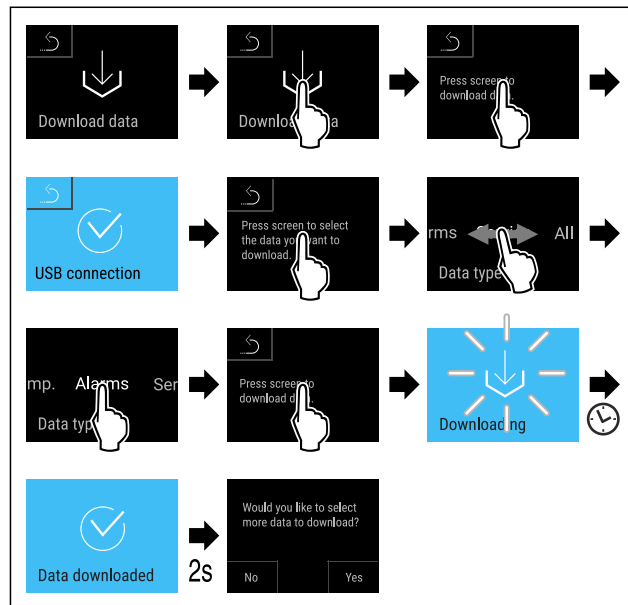 Download data
Press screen to
download
USB connection
Press screen to select
the data you want to
download.
rms All
Data type
mp. Alarms Ser
Data
Press screen to
download
Downloading
Data downloaded
2s
Would you like to select
more data to download?
No Yes